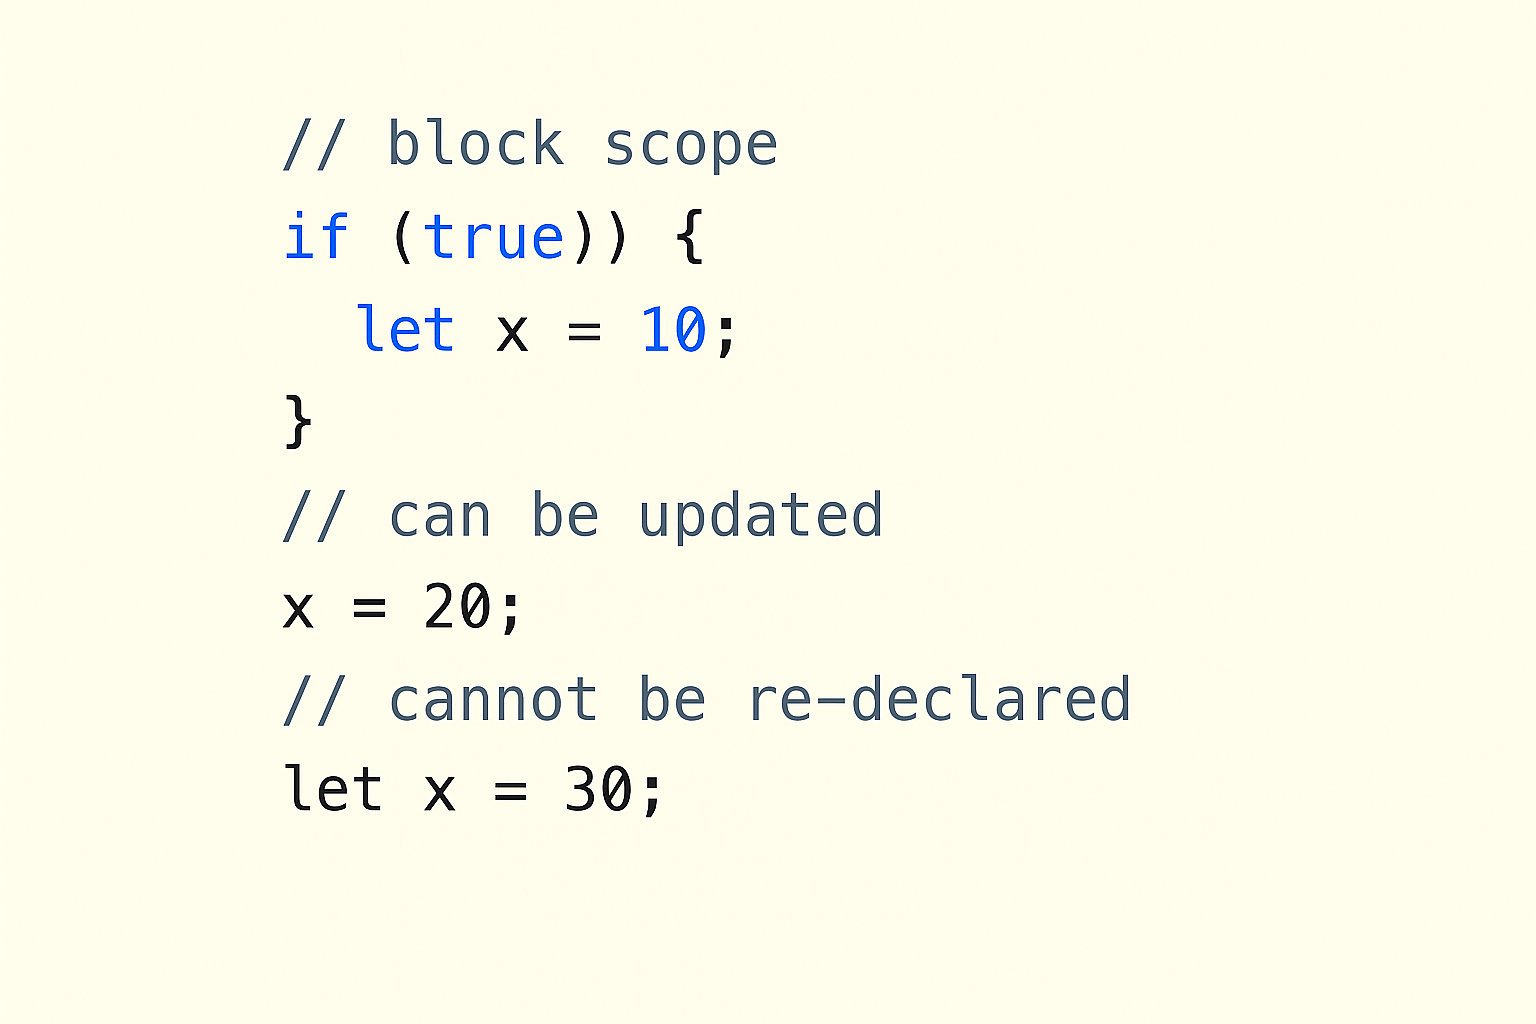 // block scope
if (true)) {
  let x = 10;
}
// can be updated
x = 20;
// cannot be re-declared
let x = 30;